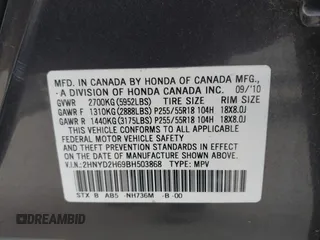 MFD. IN CANADA BY HONDA OF CANADA MFG.,
A DIVISION OF HONDA CANADA INC. 09/'10
GVWR 2700KG(5952LBS) TIRE SIZE RIM SIZE
GAWR F 1310KG(2888LBS) P255/55R18 104H 18X8.0J
GAWR R 1440KG(3175LBS) P255/55R18 104H 18X8.0J
THIS VEHICLE CONFORMS TO ALL APPLICABLE
FEDERAL MOTOR VEHICLE SAFETY AND
THEFT PREVENTION STANDARDS IN EFFECT ON
THE DATE OF MANUFACTURE SHOWN ABOVE.
V.I.N.:2HNYD2H69BH503868 TYPE: MPV
STX B AB5 NH736M -B-00
© DREAMBID.COM